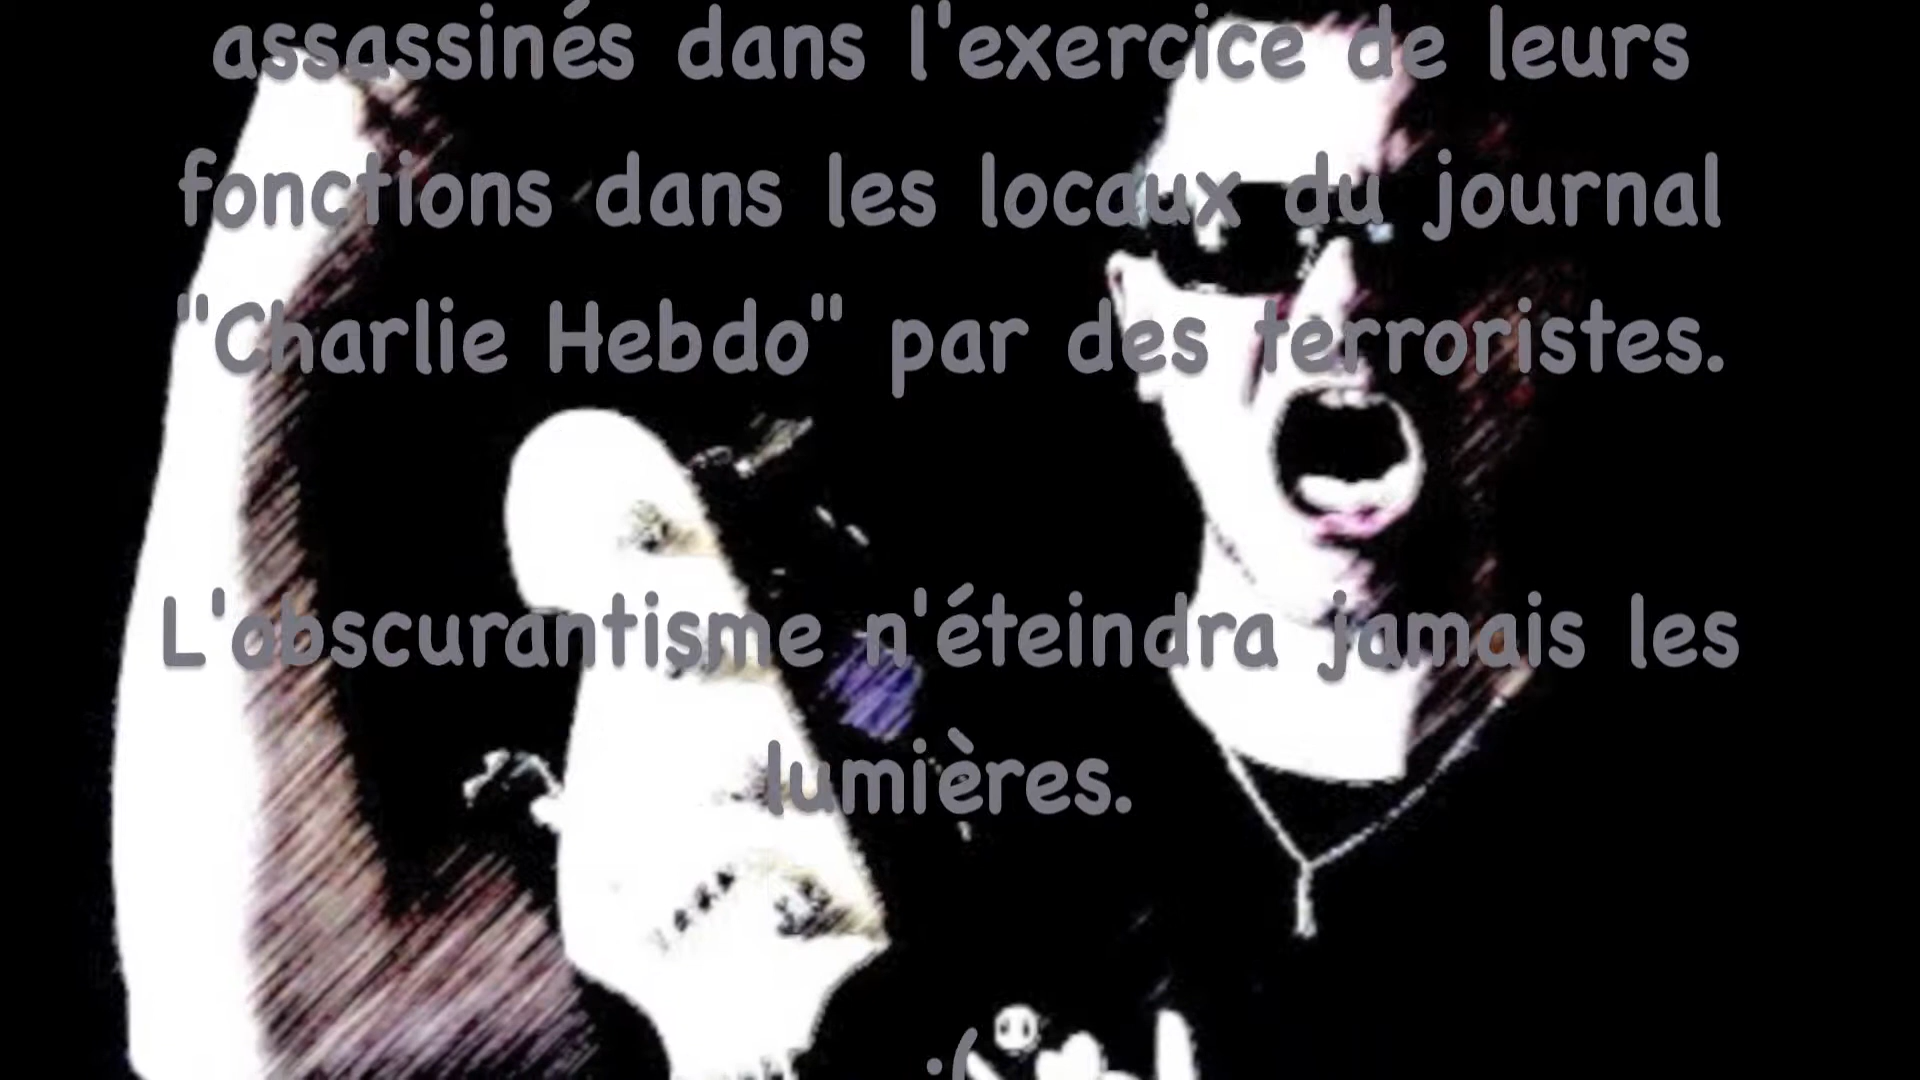 assassinés dans l'exercice de leurs
fonctions dans les locaux du journal
"Charlie Hebdo" par des terroristes.
L'obscurantisme n'éteindra jamais les
lumières.
:(